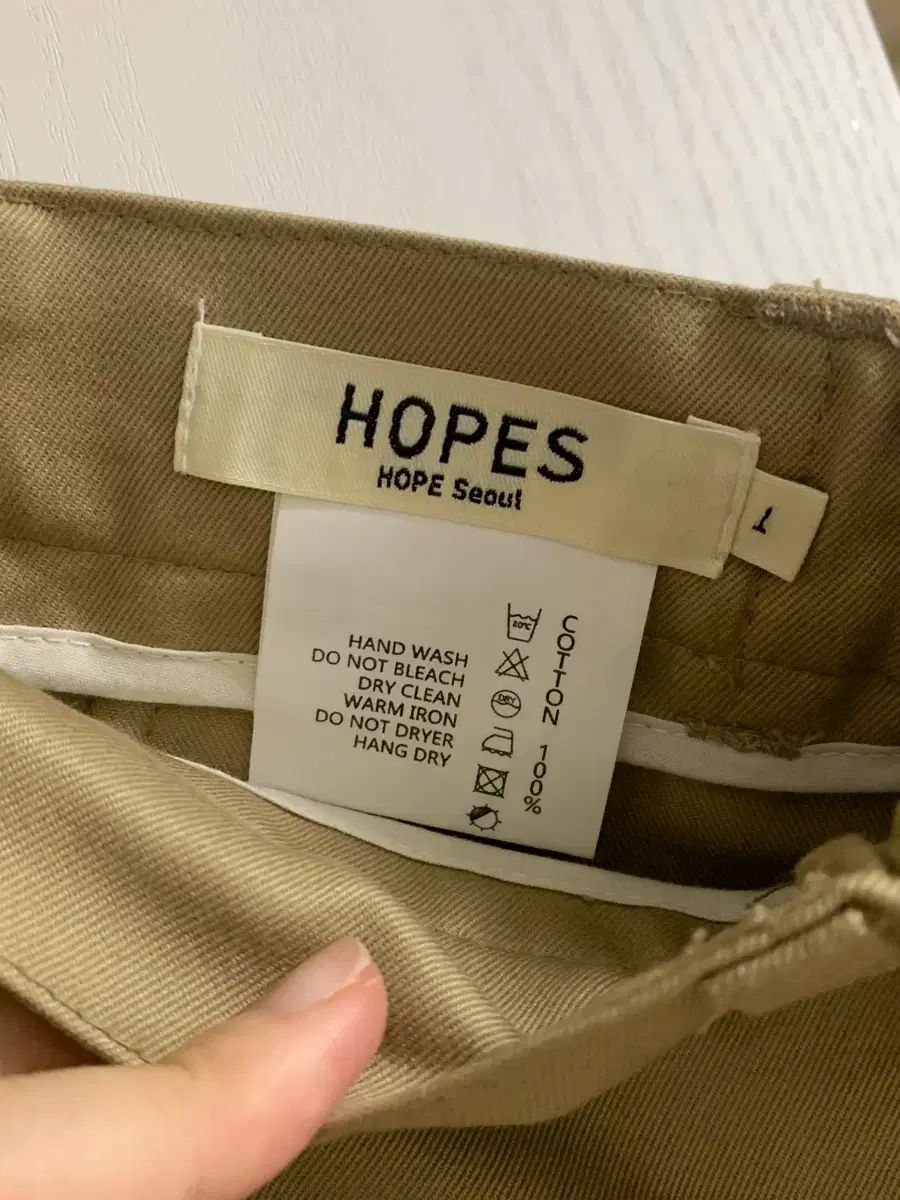 HOPES
HOPE Seoul
1
HAND WASH
DO NOT BLEACH
DRY CLEAN
WARM IRON
DO NOT DRYER
HANG DRY
DRY
COTTON 100%